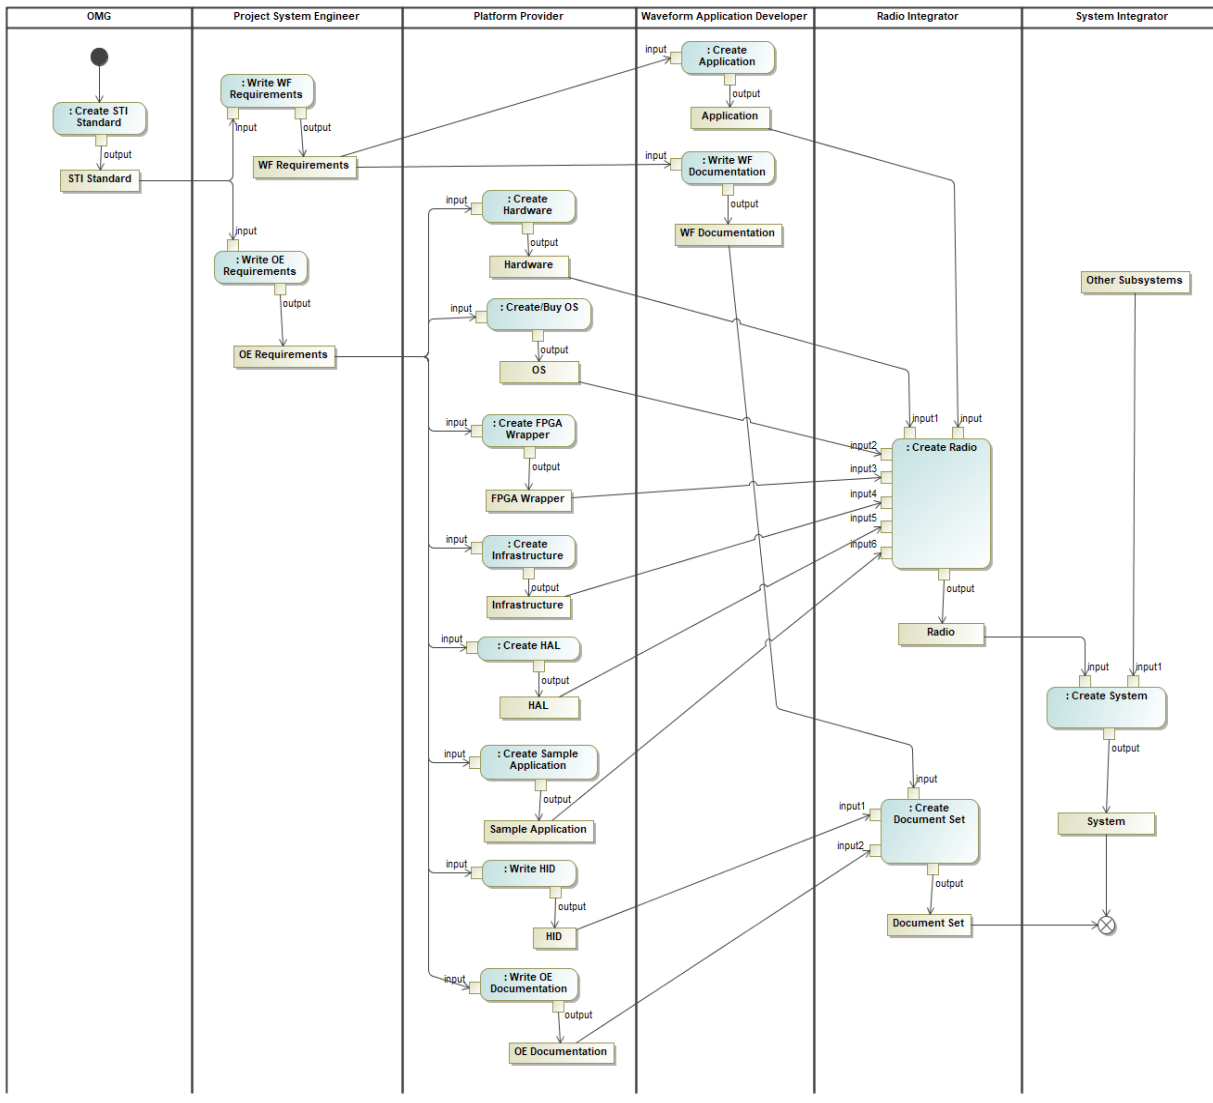 OMG
Project System Engineer
Platform Provider
Waveform Application Developer
Radio Integrator
System Integrator
: Create STI
Standard
output
STI Standard
: Write WF
Requirements
input
output
WF Requirements
input
: Write OE
Requirements
output
OE Requirements
input
: Create
Hardware
output
Hardware
input
: Create/Buy OS
output
OS
input
: Create FPGA
Wrapper
output
FPGA Wrapper
input
: Create
Infrastructure
output
Infrastructure
input
: Create HAL
output
HAL
input
: Create Sample
Application
output
Sample Application
input
: Write HID
output
HID
input
: Write OE
Documentation
output
OE Documentation
input
: Create
Application
output
Application
input
: Write WF
Documentation
output
WF Documentation
input1
input
input2
input3
input4
input5
input6
: Create Radio
output
Radio
input
input1
input2
: Create
Document Set
output
Document Set
Other Subsystems
input
input1
: Create System
output
System